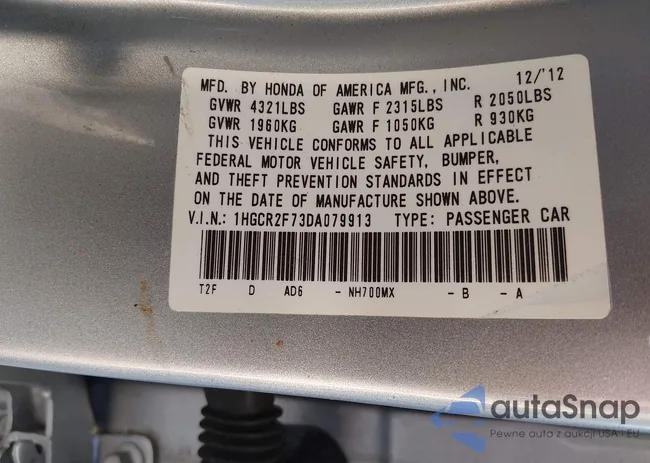 MFD. BY HONDA OF AMERICA MFG., INC. 12/'12
GVWR 4321LBS GAWR F 2315LBS R 2050LBS
GVWR 1960KG GAWR F 1050KG R 930KG
THIS VEHICLE CONFORMS TO ALL APPLICABLE
FEDERAL MOTOR VEHICLE SAFETY, BUMPER,
AND THEFT PREVENTION STANDARDS IN EFFECT
ON THE DATE OF MANUFACTURE SHOWN ABOVE.
V.I.N.: 1HGCR2F73DA079913 TYPE: PASSENGER CAR
T2F D AD6 - NH700MX - B - A
autaSnap
Pewne auta z aukcji USA i EU